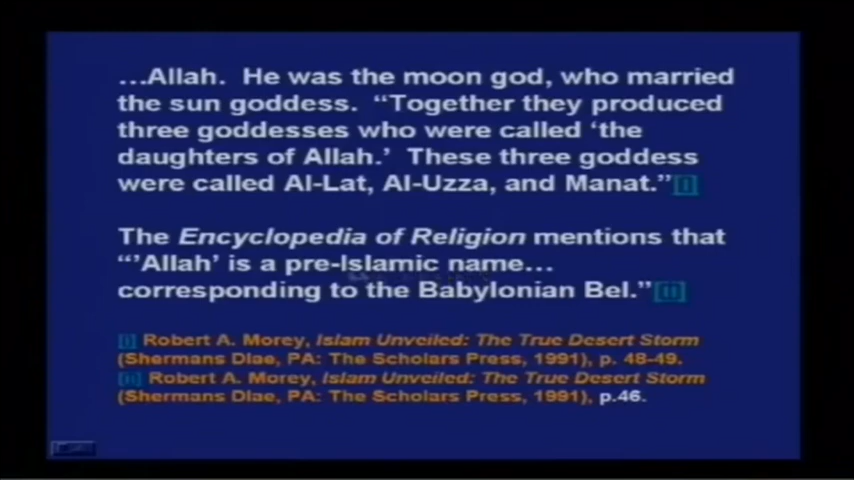 ...Allah. He was the moon god, who married
the sun goddess. “Together they produced
three goddesses who were called ‘the
daughters of Allah.’ These three goddess
were called Al-Lat, Al-Uzza, and Manat.”[i]
The Encyclopedia of Religion mentions that
“’Allah’ is a pre-Islamic name...
corresponding to the Babylonian Bel.”[ii]
[i] Robert A. Morey, Islam Unveiled: The True Desert Storm
(Shermans Dlae, PA: The Scholars Press, 1991), p. 48-49.
[ii] Robert A. Morey, Islam Unveiled: The True Desert Storm
(Shermans Dlae, PA: The Scholars Press, 1991), p.46.